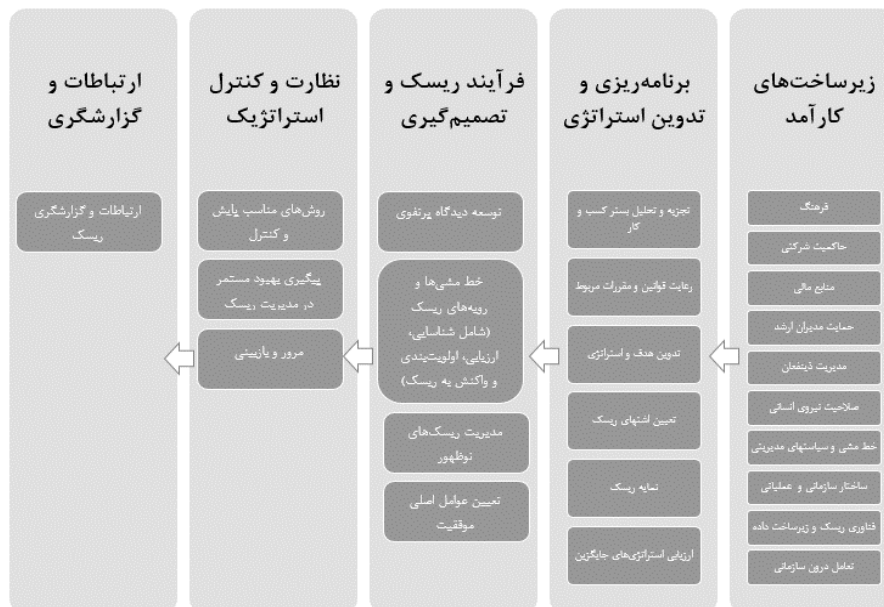 زیرساخت‌های
کارآمد
فرهنگ
حاکمیت شرکتی
منابع مالی
حمایت مدیران ارشد
مدیریت ذینفعان
صلاحیت نیروی انسانی
خط مشی و سیاستهای مدیریتی
ساختار سازمانی و عملیاتی
فناوری ریسک و زیرساخت داده
تعامل درون سازمانی
برنامه‌ریزی و
تدوین استراتژی
تجزیه و تحلیل بستر کسب و
کار
رعایت قوانین و مقررات مربوط
تدوین هدف و استراتژی
تعیین اشتهای ریسک
نمایه ریسک
ارزیابی استراتژی‌های جایگزین
فرآیند ریسک و
تصمیم‌گیری
توسعه دیدگاه پرتفوی
خط مشی‌ها و
رویه‌های ریسک
(شامل شناسایی،
ارزیابی، اولویت‌بندی
و واکنش به ریسک)
مدیریت ریسک‌های
نوظهور
تعیین عوامل اصلی
موفقیت
نظارت و کنترل
استراتژیک
روش‌های مناسب پایش
و کنترل
پیگیری بهبود مستمر
در مدیریت ریسک
مرور و بازبینی
ارتباطات و
گزارشگری
ارتباطات و گزارشگری
ریسک